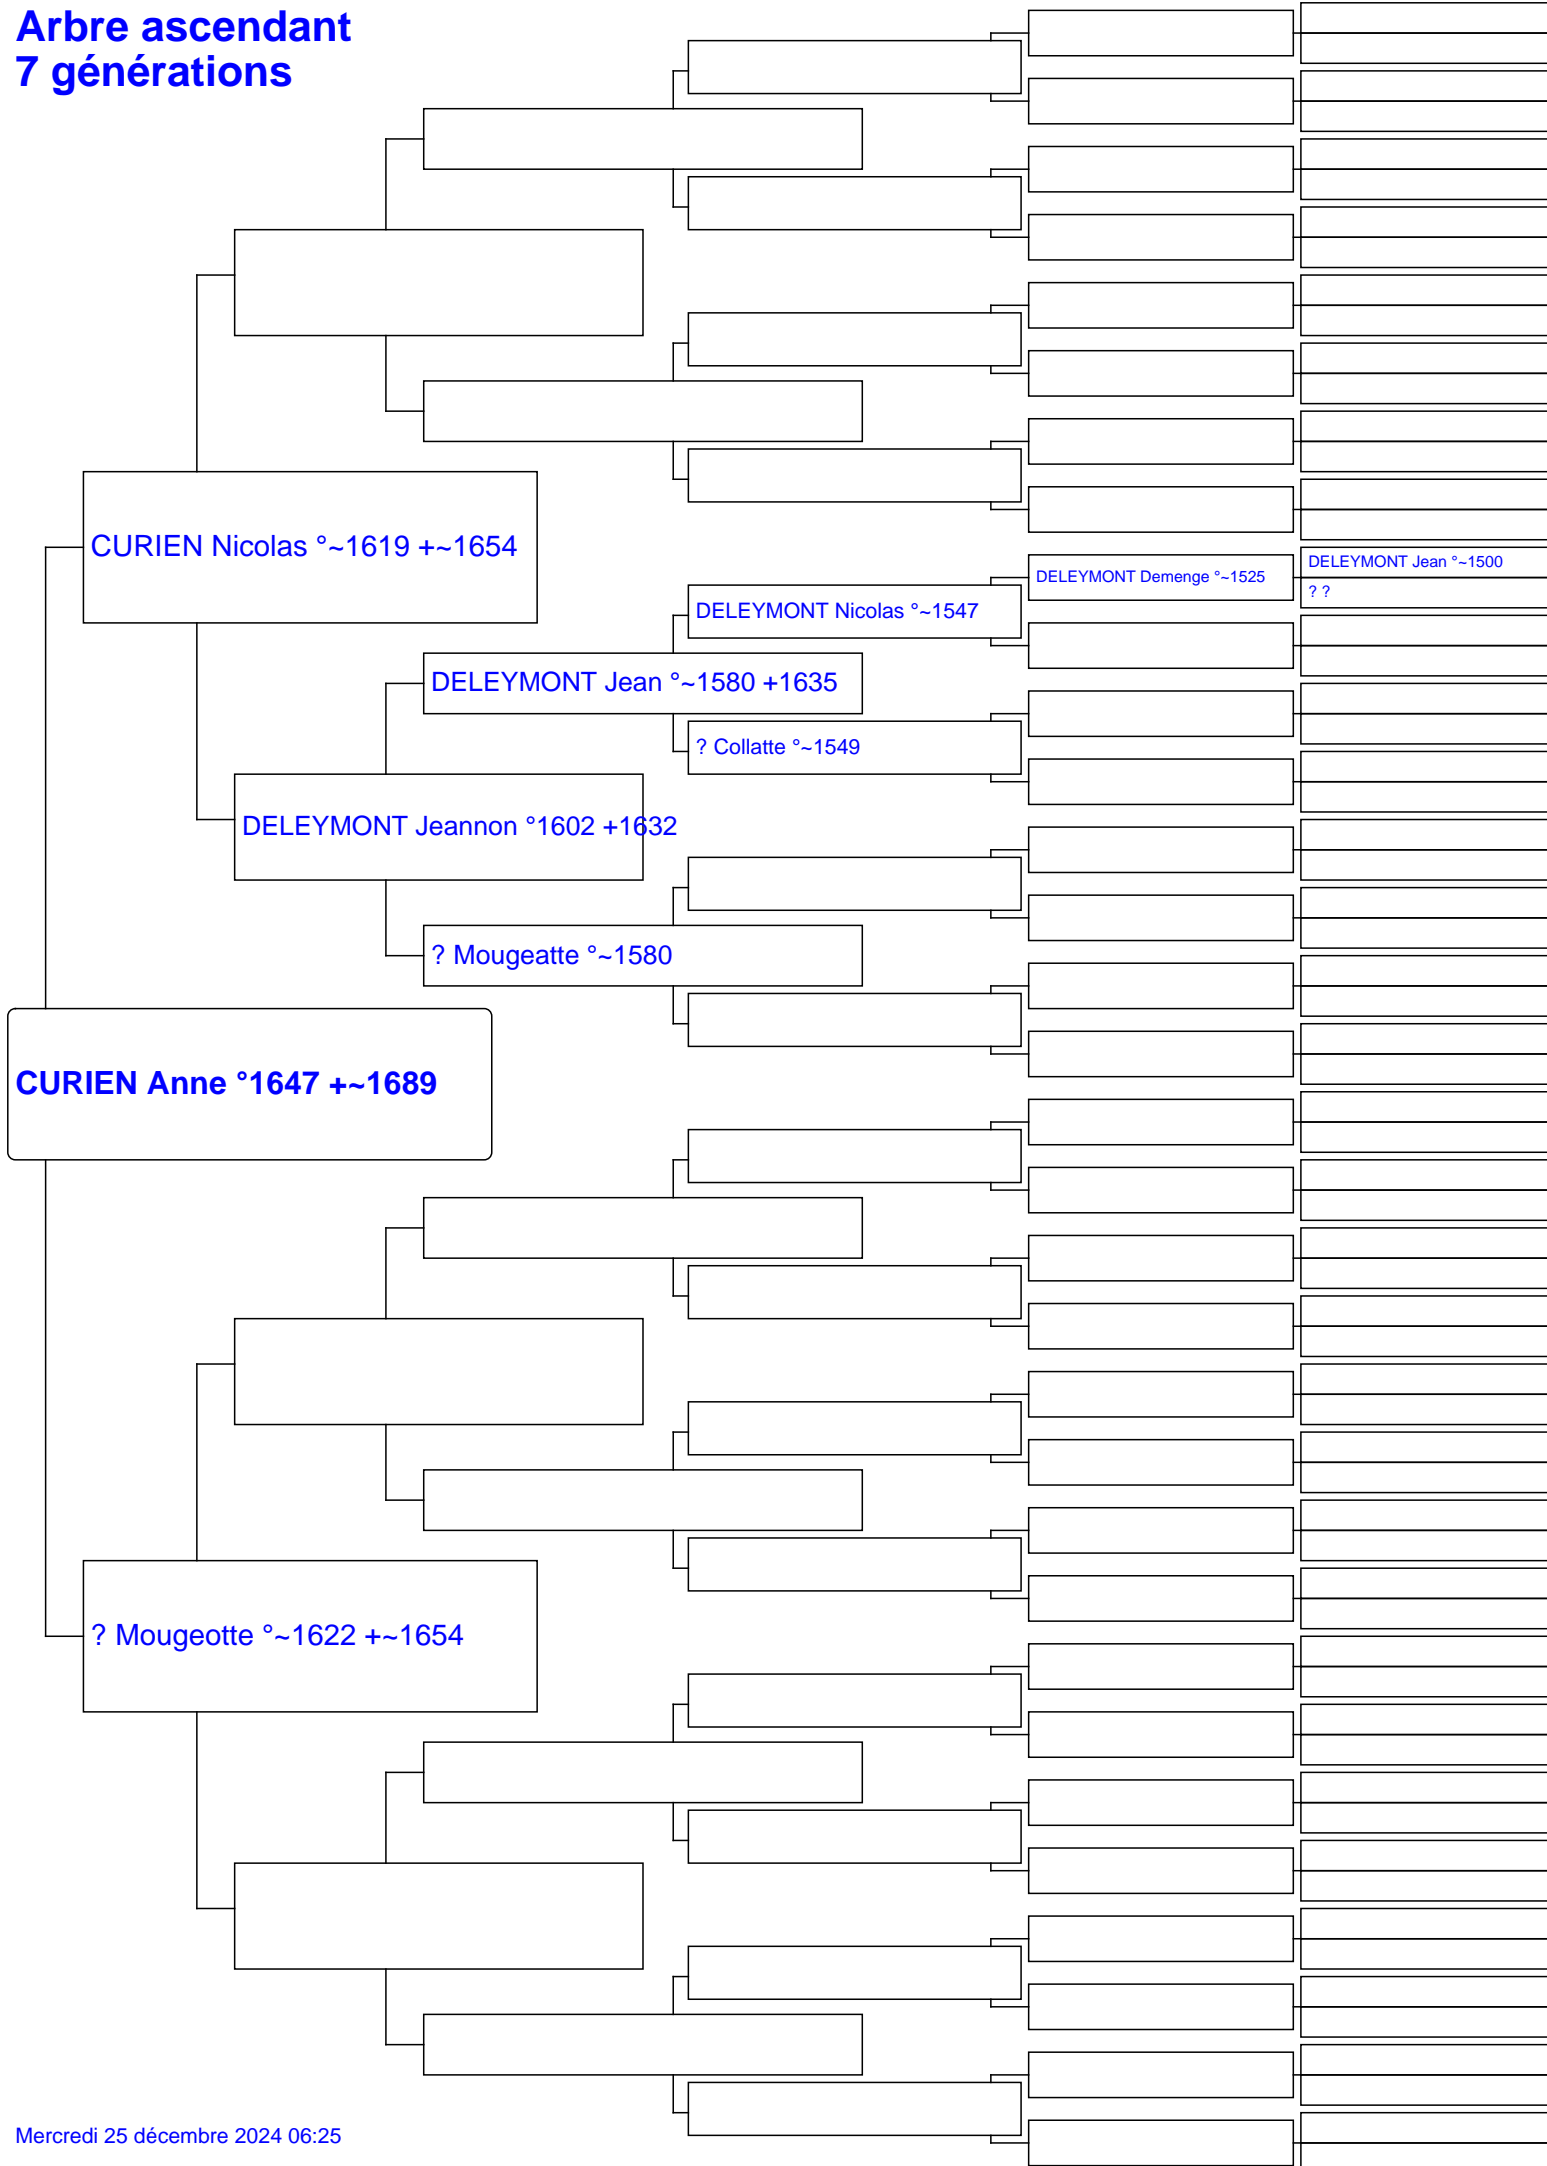 Arbre ascendant
7 générations
CURIEN Nicolas °~1619 +~1654
DELEYMONT Demenge °~1525
DELEYMONT Jean °~1500
? ?
DELEYMONT Nicolas °~1547
DELEYMONT Jean °~1580 +1635
? Collatte °~1549
DELEYMONT Jeannon °1602 +1632
? Mougeatte °~1580
CURIEN Anne °1647 +~1689
? Mougeotte °~1622 +~1654
Mercredi 25 décembre 2024 06:25